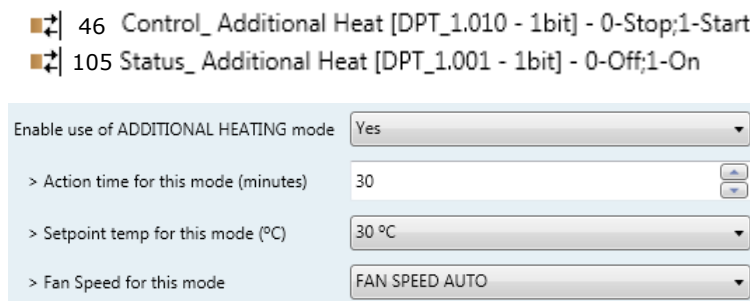 46 Control_ Additional Heat [DPT_1.010 - 1bit] - 0-Stop;1-Start
105 Status_ Additional Heat [DPT_1.001 - 1bit] - 0-Off;1-On
Enable use of ADDITIONAL HEATING mode Yes
> Action time for this mode (minutes) 30
> Setpoint temp for this mode (ºC) 30 ºC
> Fan Speed for this mode FAN SPEED AUTO